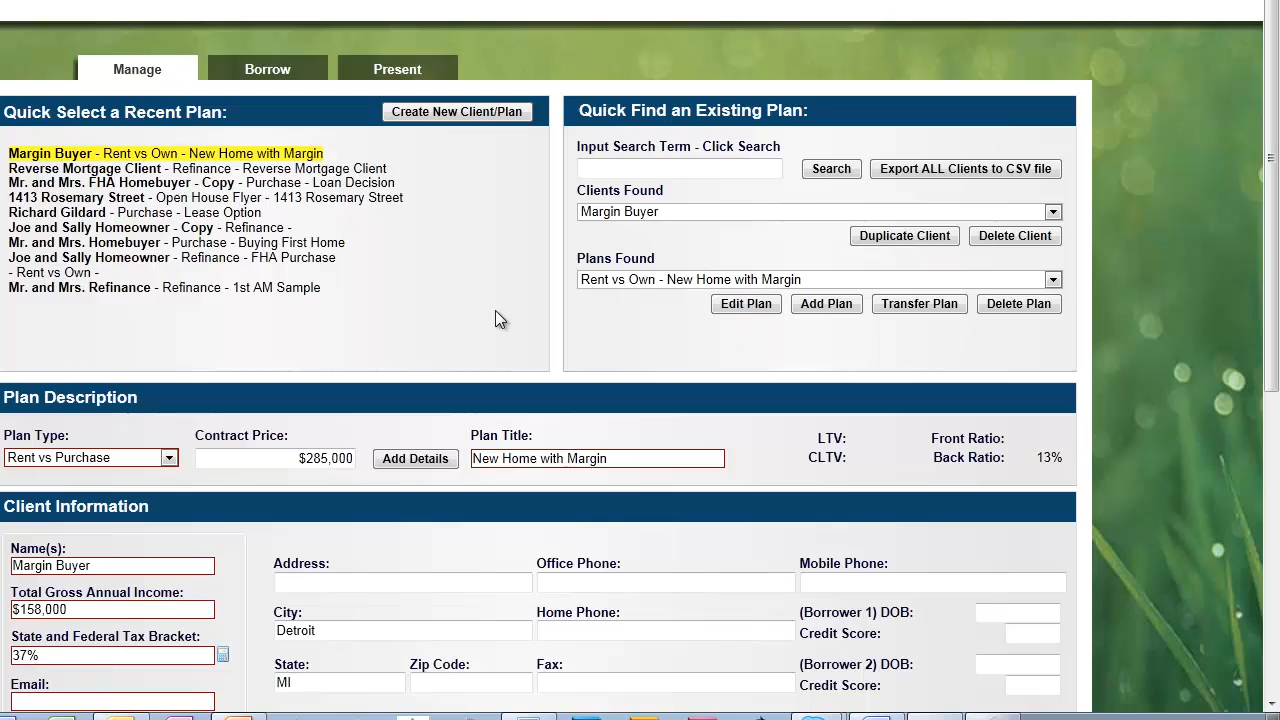 Manage
Borrow
Present
Quick Select a Recent Plan:
Create New Client/Plan
Margin Buyer - Rent vs Own - New Home with Margin
Reverse Mortgage Client - Refinance - Reverse Mortgage Client
Mr. and Mrs. FHA Homebuyer - Copy - Purchase - Loan Decision
1413 Rosemary Street - Open House Flyer - 1413 Rosemary Street
Richard Gildard - Purchase - Lease Option
Joe and Sally Homeowner - Copy - Refinance -
Mr. and Mrs. Homebuyer - Purchase - Buying First Home
Joe and Sally Homeowner - Refinance - FHA Purchase
- Rent vs Own -
Mr. and Mrs. Refinance - Refinance - 1st AM Sample
Quick Find an Existing Plan:
Input Search Term - Click Search
Search
Export ALL Clients to CSV file
Clients Found
Margin Buyer
Duplicate Client
Delete Client
Plans Found
Rent vs Own - New Home with Margin
Edit Plan
Add Plan
Transfer Plan
Delete Plan
Plan Description
Plan Type:
Rent vs Purchase
Contract Price:
$285,000
Add Details
Plan Title:
New Home with Margin
LTV:
CLTV:
Front Ratio:
Back Ratio: 13%
Client Information
Name(s):
Margin Buyer
Total Gross Annual Income:
$158,000
State and Federal Tax Bracket:
37%
Email:
Address:
Office Phone:
Mobile Phone:
City:
Detroit
Home Phone:
(Borrower 1) DOB:
Credit Score:
State:
MI
Zip Code:
Fax:
(Borrower 2) DOB:
Credit Score: